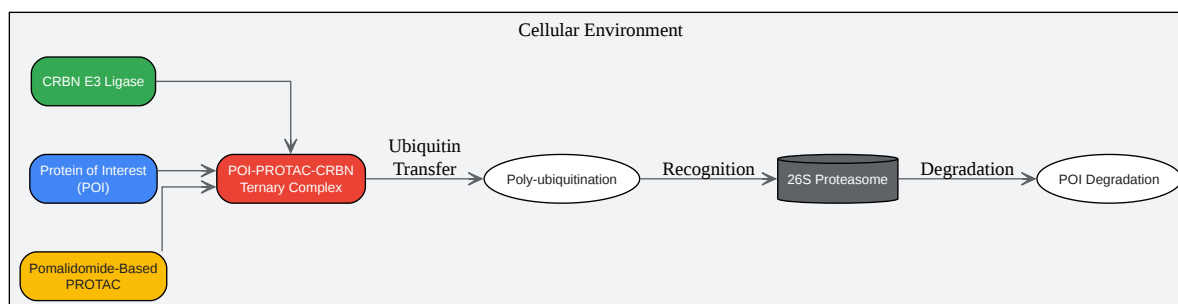 Cellular Environment
CRBN E3 Ligase
Protein of Interest
(POI)
Pomalidomide-Based
PROTAC
POI-PROTAC-CRBN
Ternary Complex
Ubiquitin
Transfer
Poly-ubiquitination
Recognition
26S Proteasome
Degradation
POI Degradation